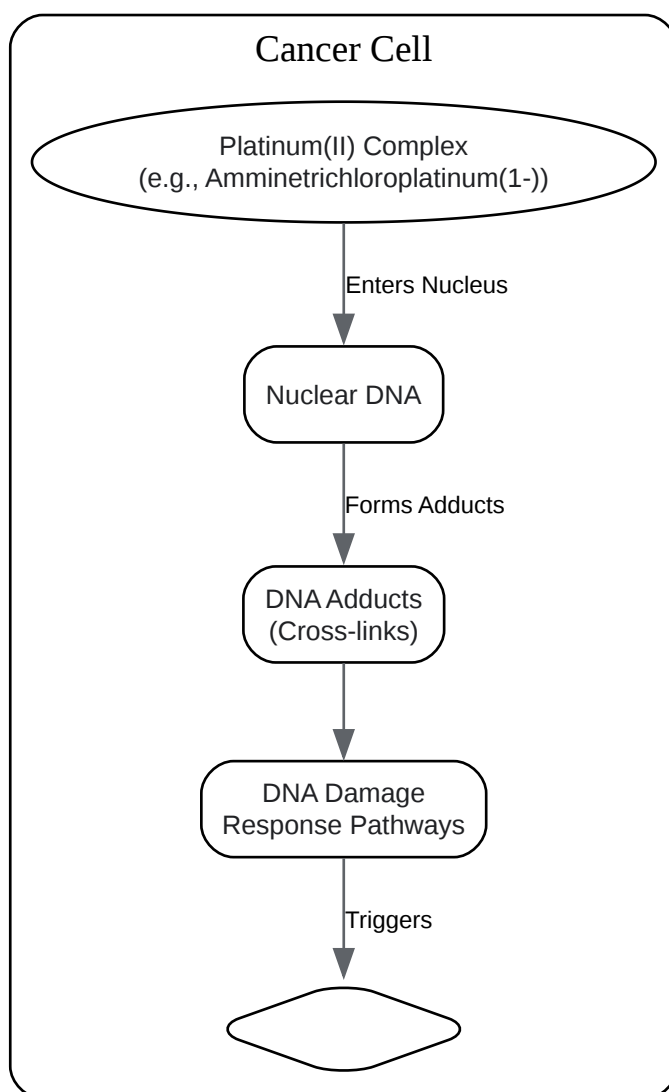 Cancer Cell
Platinum(II) Complex
(e.g., Amminetrichloroplatinum(1-))
Enters Nucleus
Nuclear DNA
Forms Adducts
DNA Adducts
(Cross-links)
DNA Damage
Response Pathways
Triggers